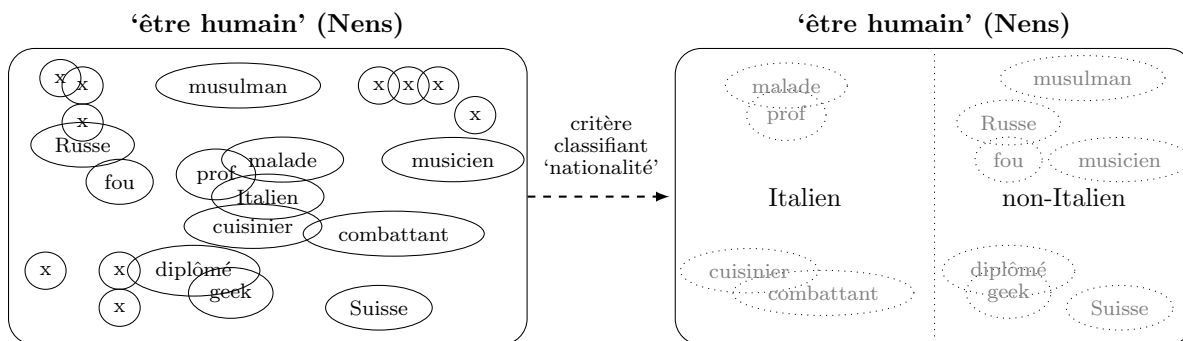 ‘être humain’ (Nens)
x
x
musulman
x
x
x
x
x
Russe
fou
prof
malade
musicien
Italien
cuisinier
combattant
x
x
diplômé
geek
x
Suisse
critère
classifiant
‘nationalité’
‘être humain’ (Nens)
malade
prof
musulman
Russe
fou
musicien
Italien
non-Italien
cuisinier
combattant
diplômé
geek
Suisse